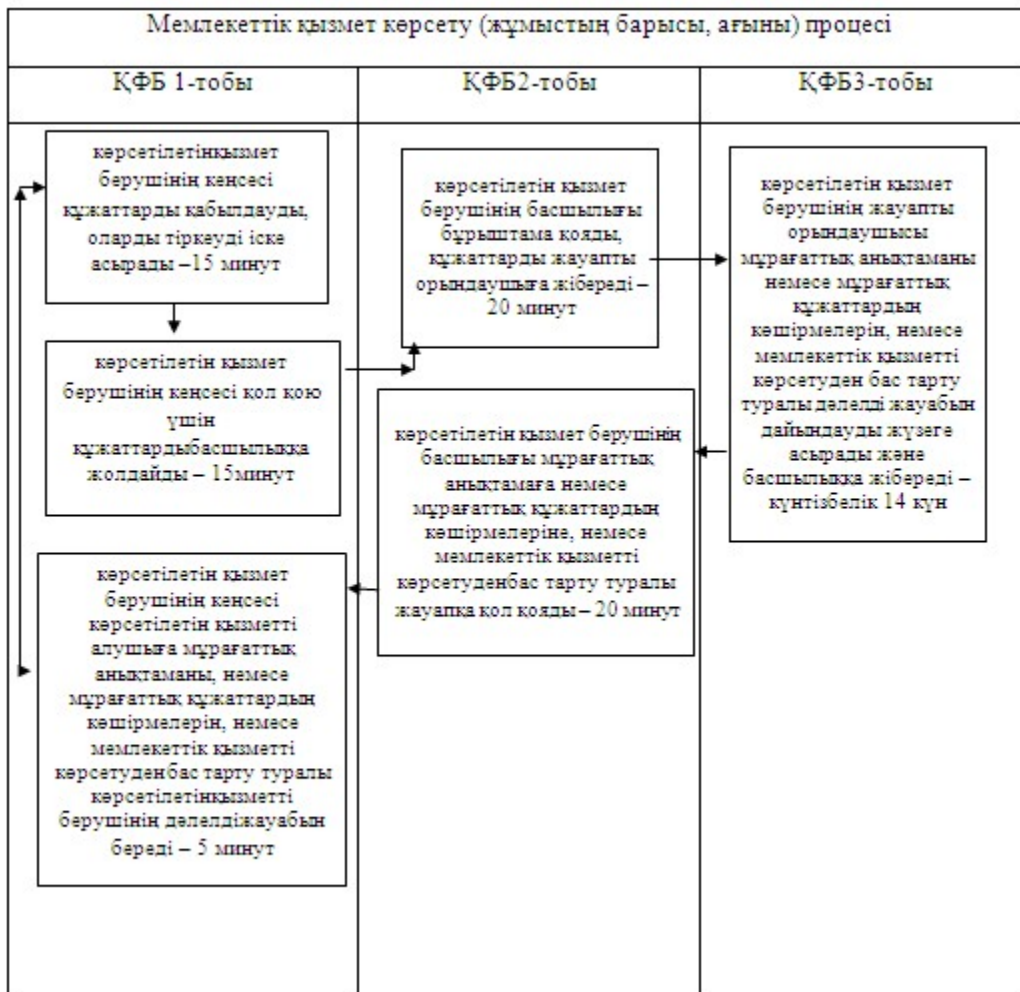 Мемлекеттік қызмет көрсету (жұмыстың барысы, ағыны) процесі
ҚФБ 1-тобы
ҚФБ2-тобы
ҚФБ3-тобы
көрсетілетінқызмет
берушінің кеңсесі
құжаттарды қабылдауды,
оларды тіркеуді іске
асырады –15 минут
көрсетілетін қызмет
берушінің кеңсесі қол қою
үшін
құжаттардыбасшылыққа
жолдайды – 15минут
көрсетілетін қызмет
берушінің кеңсесі
көрсетілетін қызметті
алушыға мұрағаттық
анықтаманы, немесе
мұрағаттық құжаттардың
көшірмелерін, немесе
мемлекеттік қызметті
көрсетуденбас тарту туралы
көрсетілетінқызметті
берушінің дәлелдіжауабын
береді – 5 минут
көрсетілетін қызмет
берушінің басшылығы
бұрыштама қояды,
құжаттарды жауапты
орындаушыға жібереді –
20 минут
көрсетілетін қызмет берушінің
басшылығы мұрағаттық
анықтамаға немесе
мұрағаттық құжаттардың
көшірмелеріне, немесе
мемлекеттік қызметті
көрсетуденбас тарту туралы
жауапқа қол қояды – 20 минут
көрсетілетін қызмет
берушінің жауапты
орындаушысы
мұрағаттық анықтаманы
немесе мұрағаттық
құжаттардың
көшірмелерін, немесе
мемлекеттік қызметті
көрсетуден бас тарту
туралы дәлелді жауабын
дайындауды жүзеге
асырады және
басшылыққа жібереді –
күнтізбелік 14 күн